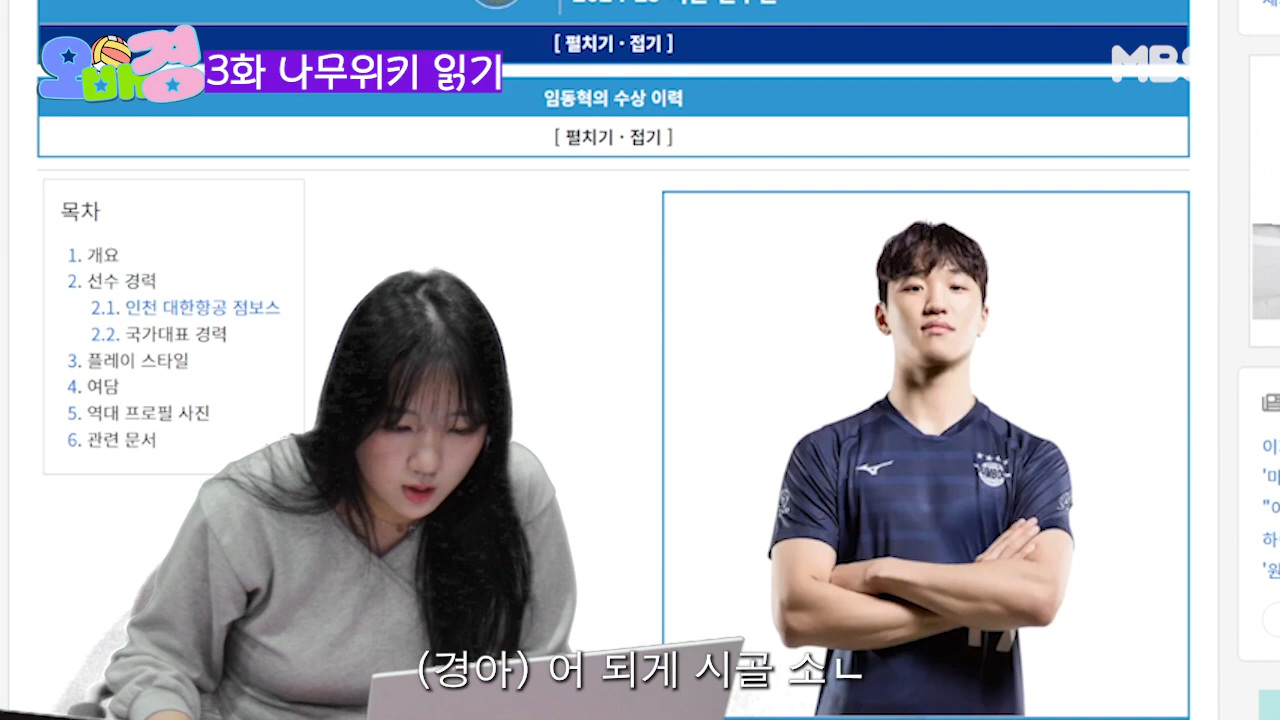 [ 펼치기 · 접기 ]
오바경
3화 나무위키 읽기
MBS
임동혁의 수상 이력
[ 펼치기 · 접기 ]
목차
1. 개요
2. 선수 경력
2.1. 인천 대한항공 점보스
2.2. 국가대표 경력
3. 플레이 스타일
4. 여담
5. 역대 프로필 사진
6. 관련 문서
(경아) 어 되게 시골 소ㄴ